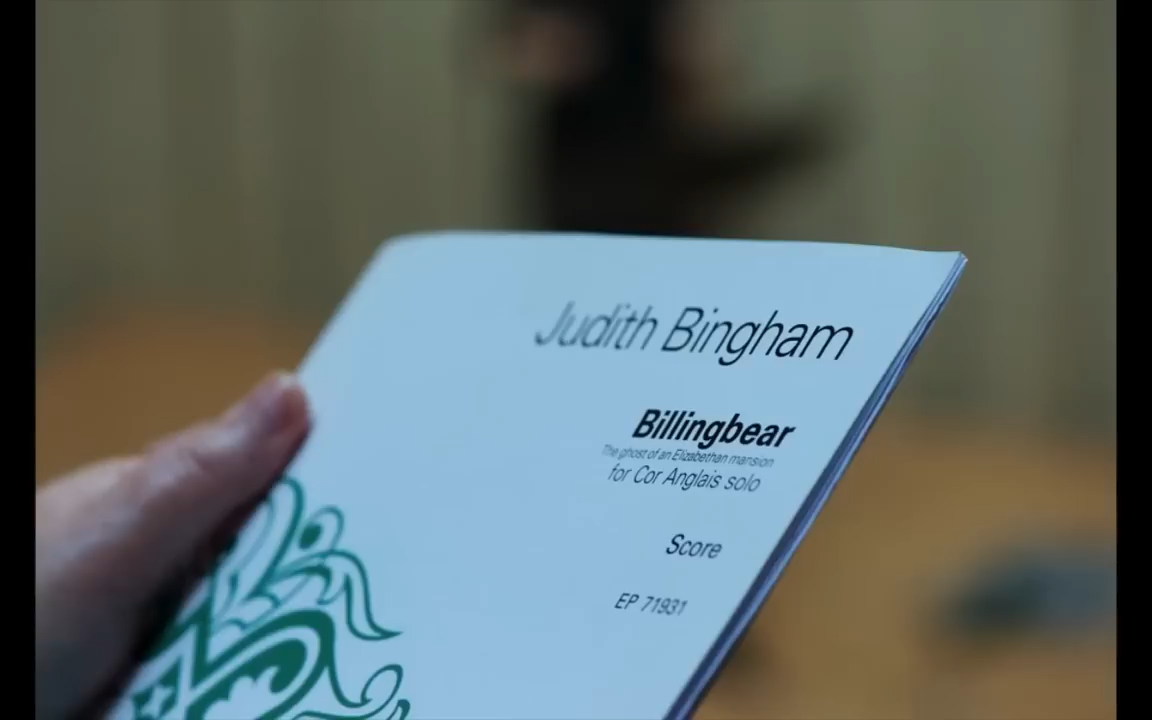 Judith Bingham
Billingbear
The ghost of an Elizabethan mansion
for Cor Anglais solo
Score
EP 71931